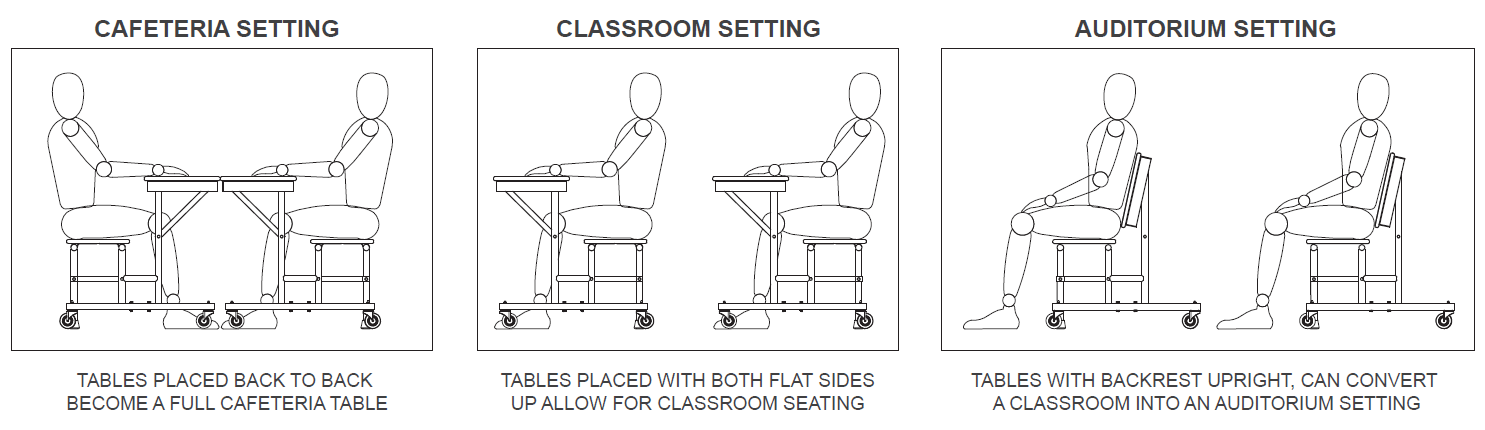 CAFETERIA SETTING
CLASSROOM SETTING
AUDITORIUM SETTING
TABLES PLACED BACK TO BACK
BECOME A FULL CAFETERIA TABLE
TABLES PLACED WITH BOTH FLAT SIDES
UP ALLOW FOR CLASSROOM SEATING
TABLES WITH BACKREST UPRIGHT, CAN CONVERT
A CLASSROOM INTO AN AUDITORIUM SETTING